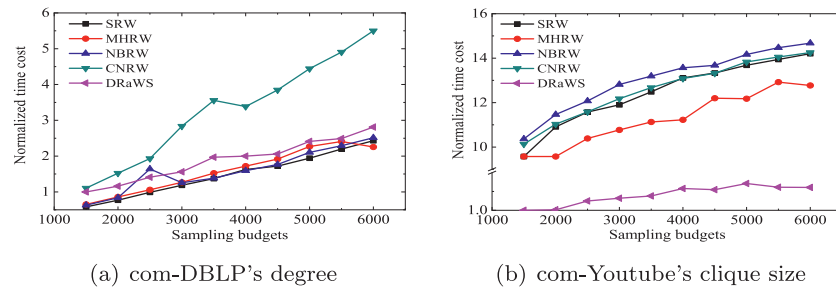 6
5
4
3
2
1
Normalized time cost
SRW
MHRW
NBRW
CNRW
DRaWS
1000 2000 3000 4000 5000 6000
Sampling budgets
(a) com-DBLP's degree
16
14
12
10
1.0
Normalized time cost
SRW
MHRW
NBRW
CNRW
DRaWS
1000 2000 3000 4000 5000 6000
Sampling budgets
(b) com-Youtube's clique size